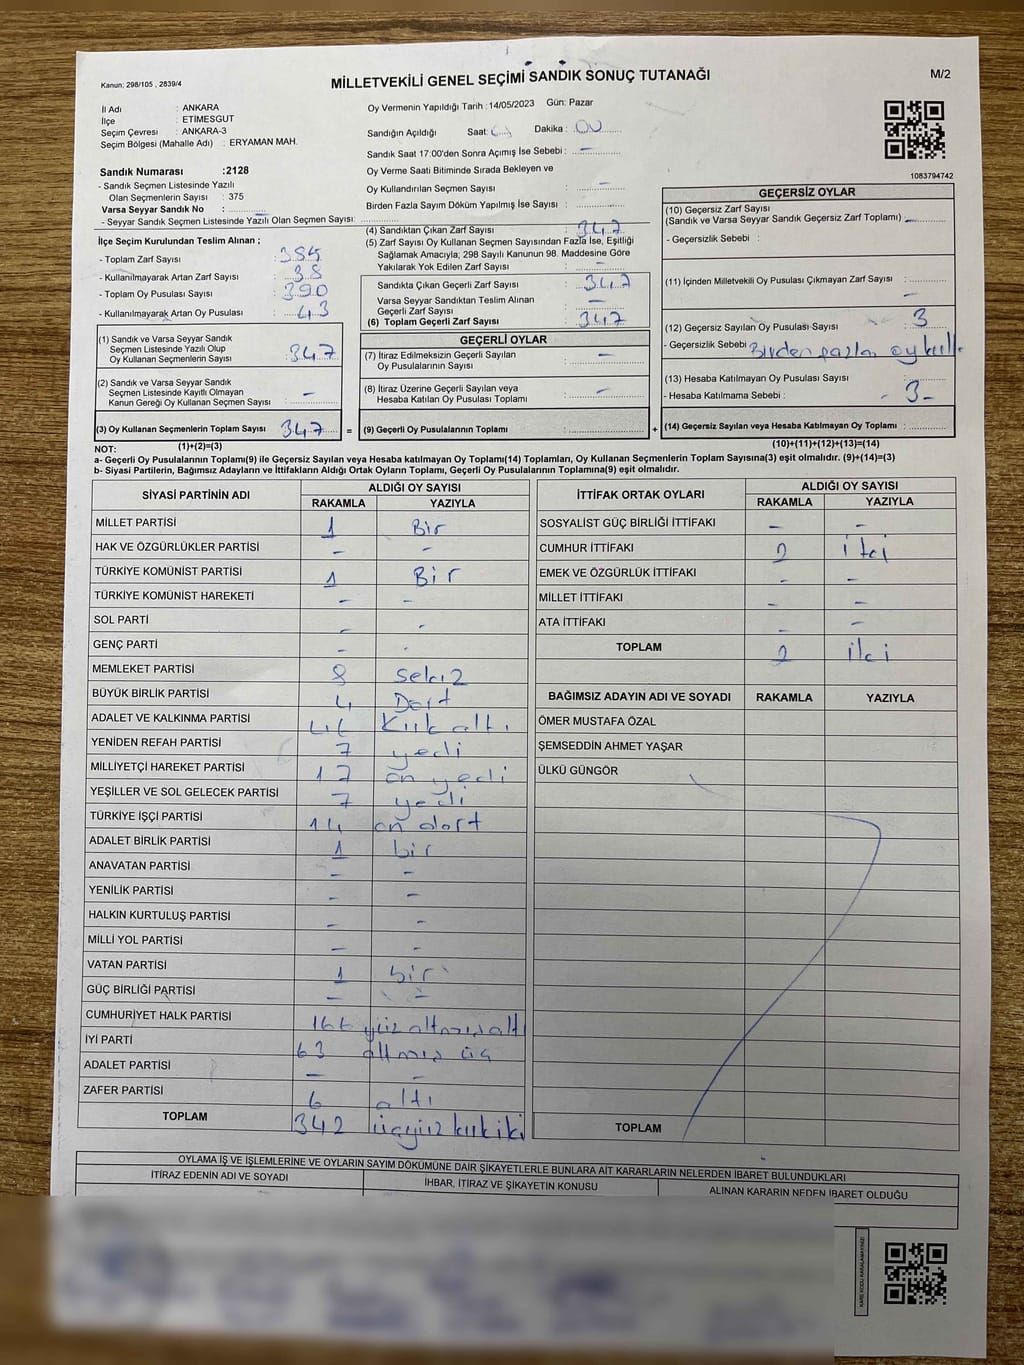 Kanun: 298/105 , 2839/4
MİLLETVEKİLİ GENEL SEÇİMİ SANDIK SONUÇ TUTANAĞI
M/2
İl Adı : ANKARA
İlçe : ETİMESGUT
Seçim Çevresi : ANKARA-3
Seçim Bölgesi (Mahalle Adı) : ERYAMAN MAH.
Oy Vermenin Yapıldığı Tarih :14/05/2023 Gün: Pazar
Sandığın Açıldığı Saat: Dakika : 00
Sandık Saat 17:00'den Sonra Açımış İse Sebebi : -
Oy Verme Saati Bitiminde Sırada Bekleyen ve
Oy Kullandırılan Seçmen Sayısı : -
Birden Fazla Sayım Döküm Yapılmış İse Sayısı : -
1083794742
Sandık Numarası :2128
- Sandık Seçmen Listesinde Yazılı
Olan Seçmenlerin Sayısı : 375
Varsa Seyyar Sandık No : -
- Seyyar Sandık Seçmen Listesinde Yazılı Olan Seçmen Sayısı:
İlçe Seçim Kurulundan Teslim Alınan ;
- Toplam Zarf Sayısı : 385
- Kullanılmayarak Artan Zarf Sayısı : 38
- Toplam Oy Pusulası Sayısı : 390
- Kullanılmayarak Artan Oy Pusulası : 43
(4) Sandıktan Çıkan Zarf Sayısı : 347
(5) Zarf Sayısı Oy Kullanan Seçmen Sayısından Fazla İse, Eşitliği
Sağlamak Amacıyla; 298 Sayılı Kanunun 98. Maddesine Göre
Yakılarak Yok Edilen Zarf Sayısı : -
Sandıkta Çıkan Geçerli Zarf Sayısı : 347
Varsa Seyyar Sandıktan Teslim Alınan
Geçerli Zarf Sayısı : -
(6) Toplam Geçerli Zarf Sayısı : 347
GEÇERSİZ OYLAR
(10) Geçersiz Zarf Sayısı
(Sandık ve Varsa Seyyar Sandık Geçersiz Zarf Toplamı) -
- Geçersizlik Sebebi :
(11) İçinden Milletvekili Oy Pusulası Çıkmayan Zarf Sayısı : -
(12) Geçersiz Sayılan Oy Pusulası Sayısı : 3
- Geçersizlik Sebebi Birden fazla oy
(13) Hesaba Katılmayan Oy Pusulası Sayısı :
- Hesaba Katılmama Sebebi : - 3-
(14) Geçersiz Sayılan veya Hesaba Katılmayan Oy Toplamı :
(1) Sandık ve Varsa Seyyar Sandık
Seçmen Listesinde Yazılı Olup
Oy Kullanan Seçmenlerin Sayısı : 347
(2) Sandık ve Varsa Seyyar Sandık
Seçmen Listesinde Kayıtlı Olmayan
Kanun Gereği Oy Kullanan Seçmen Sayısı : -
(3) Oy Kullanan Seçmenlerin Toplam Sayısı 347 =
GEÇERLİ OYLAR
(7) İtiraz Edilmeksizin Geçerli Sayılan
Oy Pusulalarının Sayısı : -
(8) İtiraz Üzerine Geçerli Sayılan veya
Hesaba Katılan Oy Pusulası Toplamı : -
(9) Geçerli Oy Pusulalarının Toplamı : +
NOT: (1)+(2)=(3)
(10)+(11)+(12)+(13)=(14)
a- Geçerli Oy Pusulasının Toplamı(9) ile Geçersiz Sayılan veya Hesaba katılmayan Oy Toplamı(14) Toplamları, Oy Kullanan Seçmenlerin Toplam Sayısına(3) eşit olmalıdır. (9)+(14)=(3)
b- Siyasi Partilerin, Bağımsız Adayların ve İttifakların Aldığı Ortak Oyların Toplamı, Geçerli Oy Pusulalarının Toplamına(9) eşit olmalıdır.
SİYASİ PARTİNİN ADI ALDIĞI OY SAYISI
RAKAMLA YAZIYLA
MİLLET PARTİSİ 1 Bir
HAK VE ÖZGÜRLÜKLER PARTİSİ - -
TÜRKİYE KOMÜNİST PARTİSİ 1 Bir
TÜRKİYE KOMÜNİST HAREKETİ - -
SOL PARTİ - -
GENÇ PARTİ - -
MEMLEKET PARTİSİ 8 Sekiz
BÜYÜK BİRLİK PARTİSİ 4 Dört
ADALET VE KALKINMA PARTİSİ 46 Kırk altı
YENİDEN REFAH PARTİSİ 7 yedi
MİLLİYETÇİ HAREKET PARTİSİ 17 on yedi
YEŞİLLER VE SOL GELECEK PARTİSİ 7 yedi
TÜRKİYE İŞÇİ PARTİSİ 14 on dört
ADALET BİRLİK PARTİSİ 1 bir
ANAVATAN PARTİSİ - -
YENİLİK PARTİSİ - -
HALKIN KURTULUŞ PARTİSİ - -
MİLLİ YOL PARTİSİ - -
VATAN PARTİSİ 1 bir
GÜÇ BİRLİĞİ PARTİSİ - -
CUMHURİYET HALK PARTİSİ 166 yüz altmış altı
İYİ PARTİ 63 altmış üç
ADALET PARTİSİ - -
ZAFER PARTİSİ 6 altı
TOPLAM 342 üçyüz kırk iki
İTTİFAK ORTAK OYLARI ALDIĞI OY SAYISI
RAKAMLA YAZIYLA
SOSYALİST GÜÇ BİRLİĞİ İTTİFAKI - -
CUMHUR İTTİFAKI 2 iki
EMEK VE ÖZGÜRLÜK İTTİFAKI - -
MİLLET İTTİFAKI - -
ATA İTTİFAKI - -
TOPLAM 2 iki
BAĞIMSIZ ADAYIN ADI VE SOYADI RAKAMLA YAZIYLA
ÖMER MUSTAFA ÖZAL
ŞEMSEDDİN AHMET YAŞAR
ÜLKÜ GÜNGÖR
TOPLAM
OYLAMA İŞ VE İŞLEMLERİNE VE OYLARIN SAYIM DÖKÜMÜNE DAİR ŞİKAYETLERLE BUNLARA AİT KARARLARIN NELERDEN İBARET BULUNDUKLARI
İTİRAZ EDENİN ADI VE SOYADI İHBAR, İTİRAZ VE ŞİKAYETİN KONUSU ALINAN KARARIN NEDEN İBARET OLDUĞU
KARE KODU KARALAMAYINIZ!